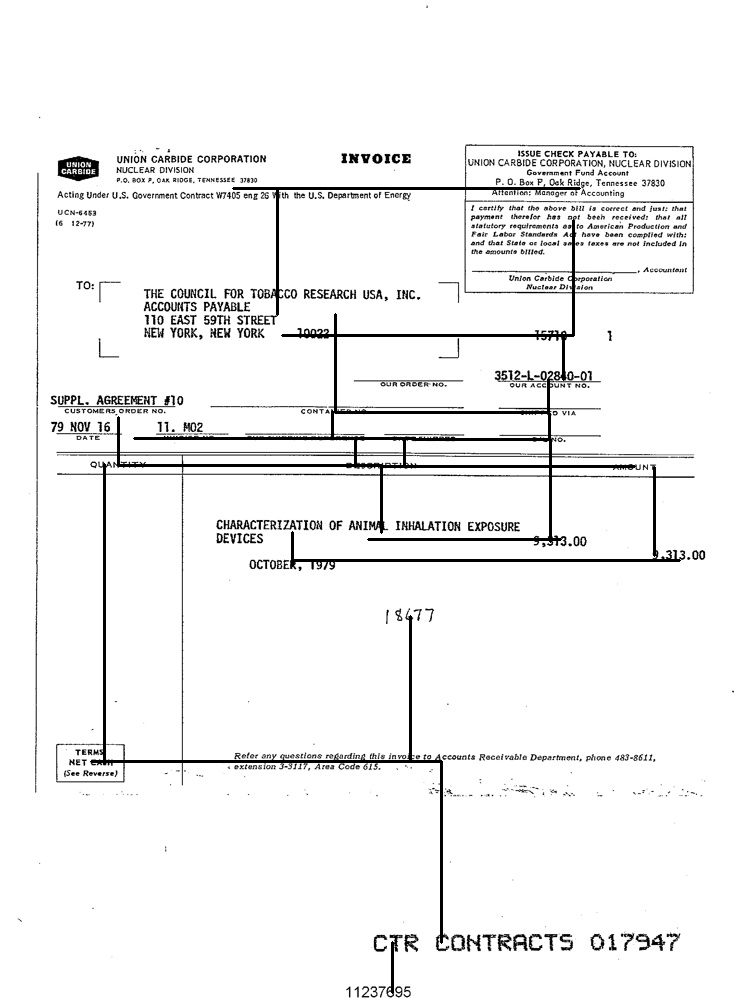 UNION CARBIDE
UNION CARBIDE CORPORATION
NUCLEAR DIVISION
P.O. BOX P, OAK RIDGE, TENNESSEE 37830
INVOICE
Acting Under U.S. Government Contract W7405 eng 26 With the U.S. Department of Energy
UCN-6483
(6 12-77)
ISSUE CHECK PAYABLE TO:
UNION CARBIDE CORPORATION, NUCLEAR DIVISION
Government Fund Account
P. O. Box P, Oak Ridge, Tennessee 37830
Attention: Manager of Accounting
I certify that the above bill is correct and just; that
payment therefor has not been received; that all
statutory requirements as to American Production and
Fair Labor Standards Act have been complied with;
and that State or local sales taxes are not included in
the amounts billed.
, Accountant
Union Carbide Corporation
Nuclear Division
TO:
THE COUNCIL FOR TOBACCO RESEARCH USA, INC.
ACCOUNTS PAYABLE
110 EAST 59TH STREET
NEW YORK, NEW YORK 10022
1
3512-L-02840-01
OUR ORDER NO. OUR ACCOUNT NO.
SUPPL. AGREEMENT #10
CUSTOMERS ORDER NO. CONTAINER NO. SHIPPED VIA
79 NOV 16 11. M02
DATE INVOICE NO.
QUANTITY DESCRIPTION AMOUNT
CHARACTERIZATION OF ANIMAL INHALATION EXPOSURE
DEVICES 9,313.00
9,313.00
OCTOBER, 1979
18677
TERMS
NET CASH
(See Reverse)
Refer any questions regarding this invoice to Accounts Receivable Department, phone 483-8611,
extension 3-3117, Area Code 615.
CTR CONTRACTS 017947
11237695